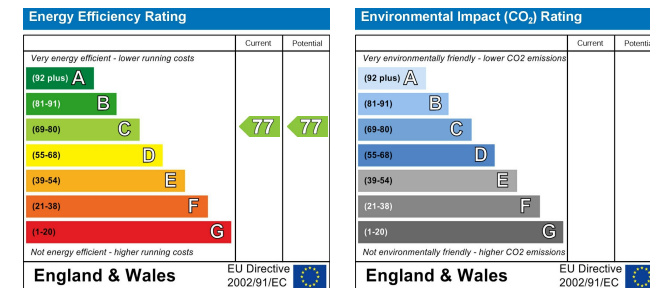 Energy Efficiency Rating
Current Potential
Very energy efficient - lower running costs
(92 plus) A
(81-91) B
(69-80) C 77 77
(55-68) D
(39-54) E
(21-38) F
(1-20) G
Not energy efficient - higher running costs
England & Wales
EU Directive
2002/91/EC
Environmental Impact (CO₂) Rating
Current Potential
Very environmentally friendly - lower CO2 emissions
(92 plus) A
(81-91) B
(69-80) C
(55-68) D
(39-54) E
(21-38) F
(1-20) G
Not environmentally friendly - higher CO2 emissions
England & Wales
EU Directive
2002/91/EC